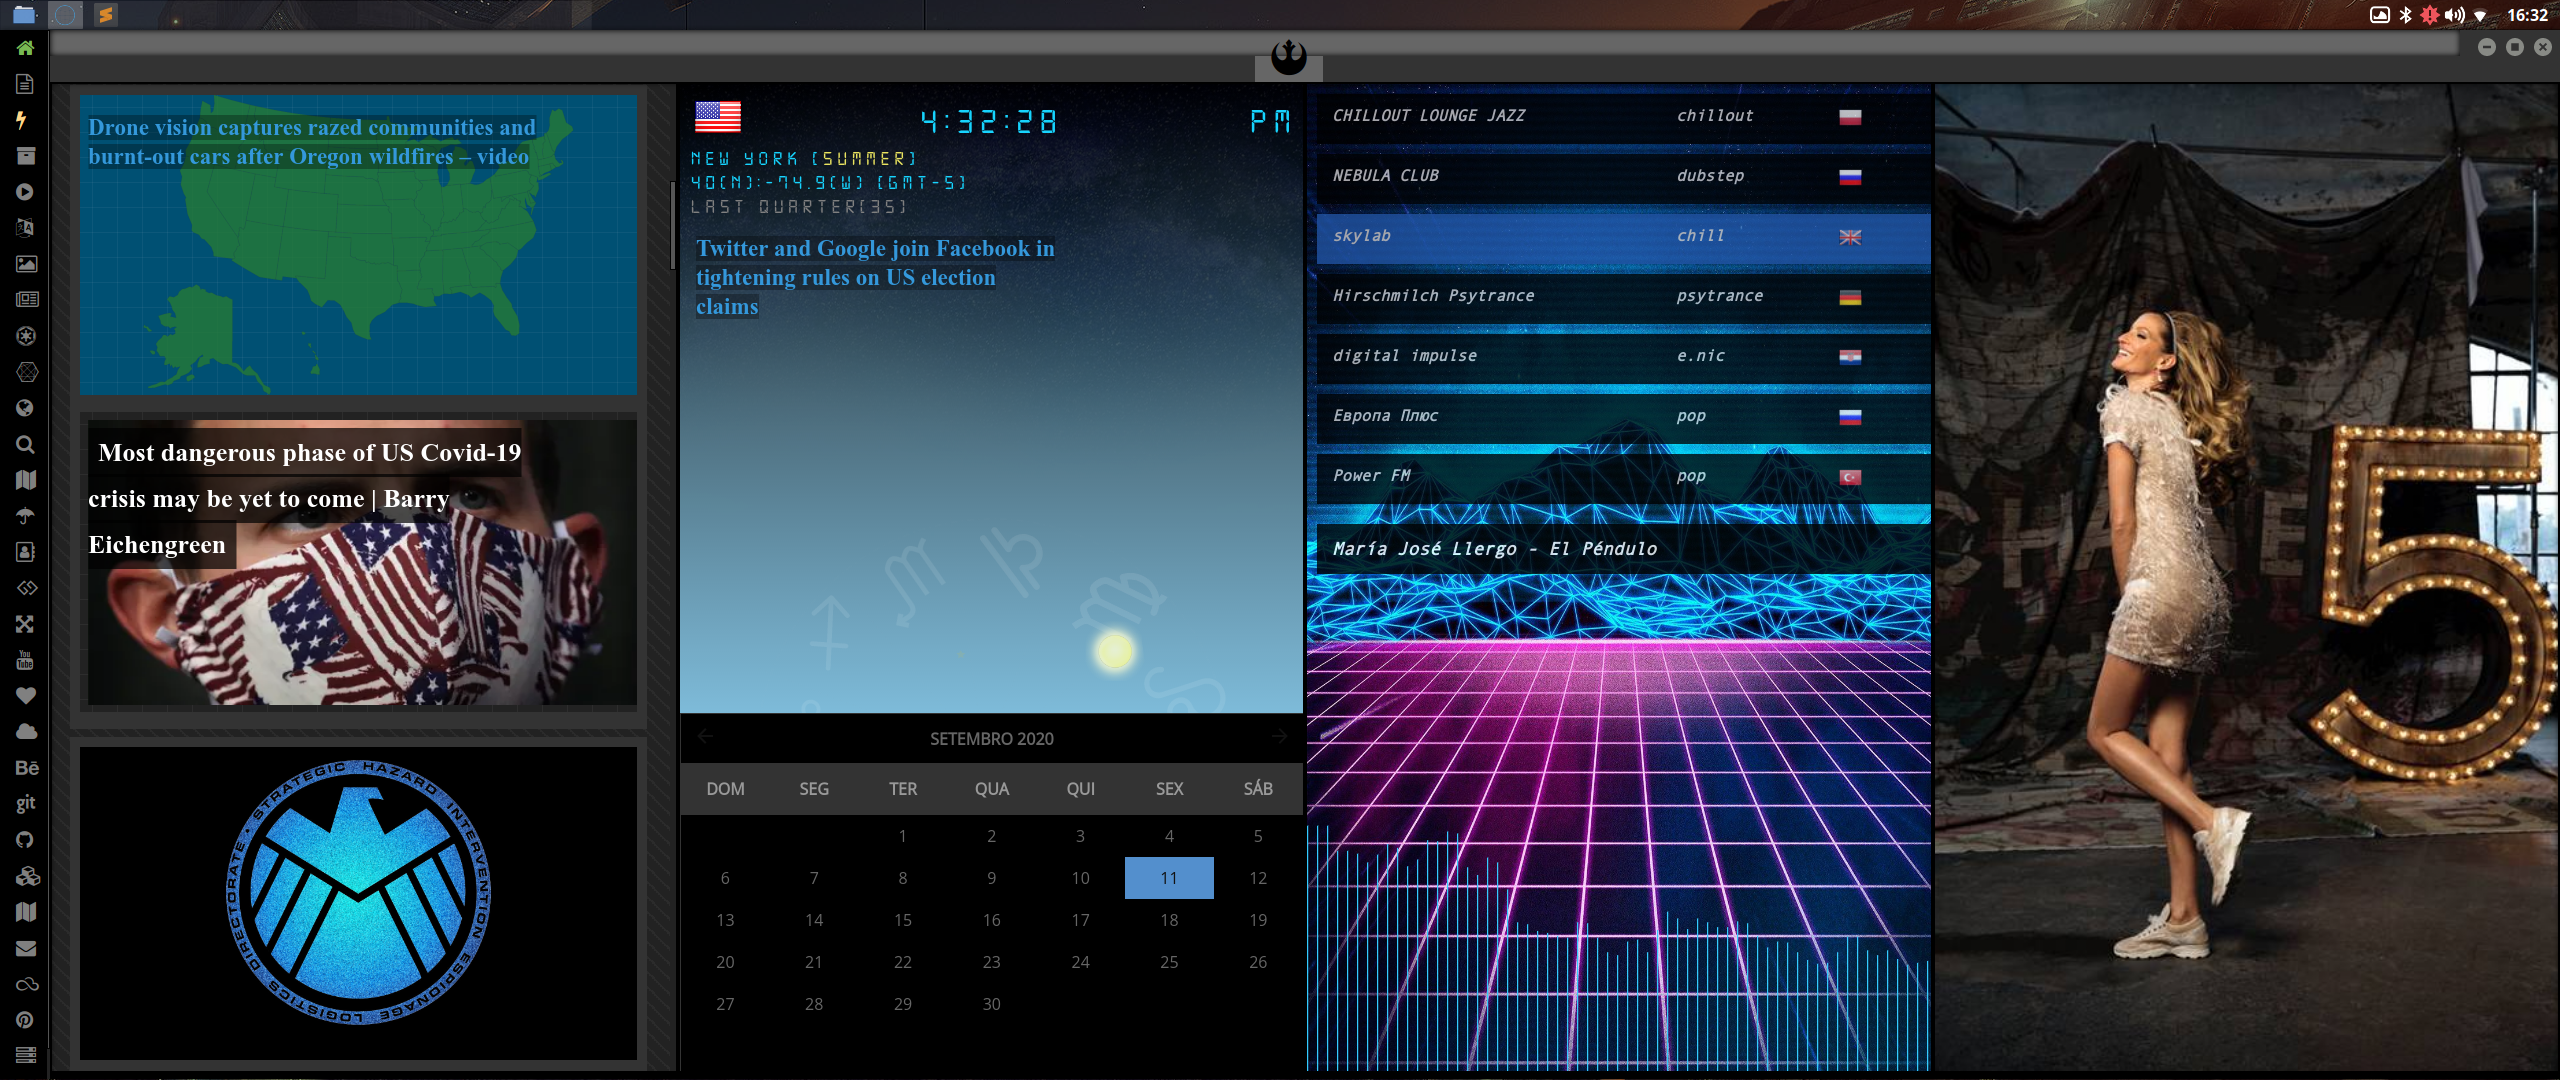 16:32
Drone vision captures razed communities and
burnt-out cars after Oregon wildfires – video
Most dangerous phase of US Covid-19
crisis may be yet to come | Barry
Eichengreen
STRATEGIC HAZARD INTERVENTION ESPIONAGE LOGISTICS DIRECTORATE •
You
Tube
Bē
git
4:32:28 PM
NEW YORK (SUMMER)
40(N):-74.9(W) (GMT-5)
LAST QUARTER(35)
Twitter and Google join Facebook in
tightening rules on US election
claims
SETEMBRO 2020
DOM SEG TER QUA QUI SEX SÁB
1 2 3 4 5
6 7 8 9 10 11 12
13 14 15 16 17 18 19
20 21 22 23 24 25 26
27 28 29 30
CHILLOUT LOUNGE JAZZ chillout
NEBULA CLUB dubstep
skylab chill
Hirschmilch Psytrance psytrance
digital impulse e.nic
Европа Плюс pop
Power FM pop
María José Llergo - El Péndulo
5